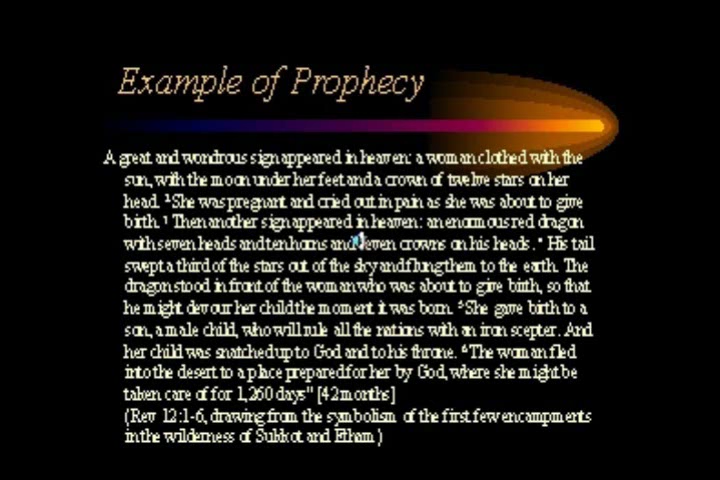 Example of Prophecy
A great and wondrous sign appeared in heaven: a woman clothed with the
sun, with the moon under her feet and a crown of twelve stars on her
head. ² She was pregnant and cried out in pain as she was about to give
birth. ³ Then another sign appeared in heaven: an enormous red dragon
with seven heads and ten horns and seven crowns on his heads. ⁴ His tail
swept a third of the stars out of the sky and flung them to the earth. The
dragon stood in front of the woman who was about to give birth, so that
he might devour her child the moment it was born. ⁵ She gave birth to a
son, a male child, who will rule all the nations with an iron scepter. And
her child was snatched up to God and to his throne. ⁶ The woman fled
into the desert to a place prepared for her by God, where she might be
taken care of for 1,260 days" [42 months]
(Rev 12:1-6, drawing from the symbolism of the first few encampments
in the wilderness of Sukkot and Etham)